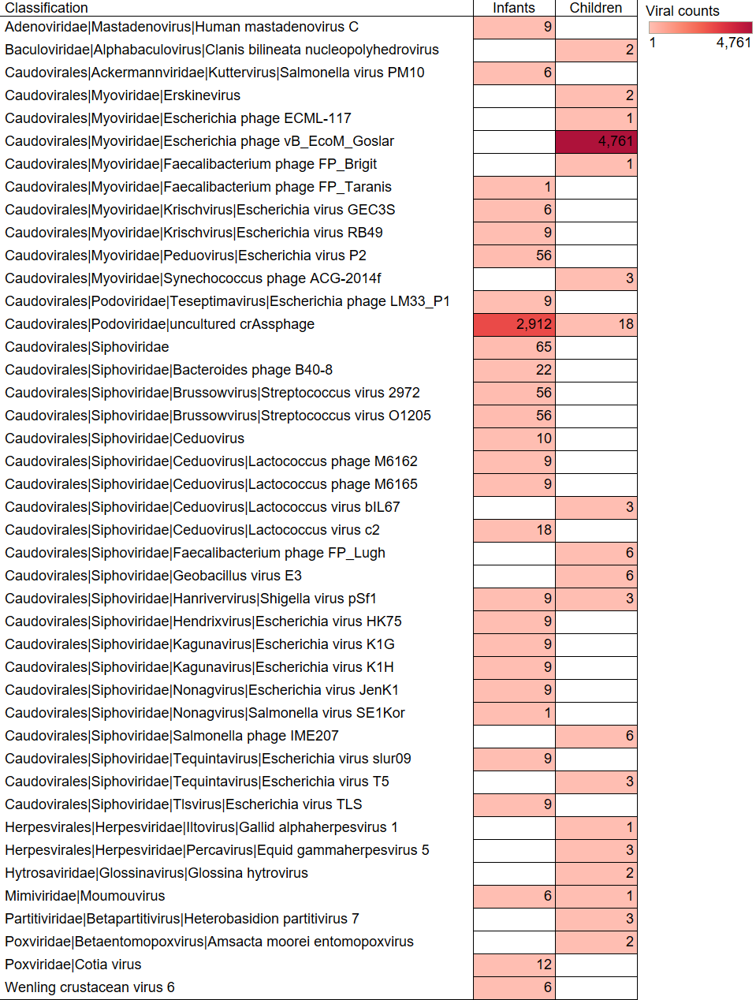 Classification Infants Children Viral counts
Adenoviridae|Mastadenovirus|Human mastadenovirus C 9
1 4,761
Baculoviridae|Alphabaculovirus|Clanis bilineata nucleopolyhedrovirus 2
Caudovirales|Ackermannviridae|Kuttervirus|Salmonella virus PM10 6
Caudovirales|Myoviridae|Erskinevirus 2
Caudovirales|Myoviridae|Escherichia phage ECML-117 1
Caudovirales|Myoviridae|Escherichia phage vB_EcoM_Goslar 4,761
Caudovirales|Myoviridae|Faecalibacterium phage FP_Brigit 1
Caudovirales|Myoviridae|Faecalibacterium phage FP_Taranis 1
Caudovirales|Myoviridae|Krischvirus|Escherichia virus GEC3S 6
Caudovirales|Myoviridae|Krischvirus|Escherichia virus RB49 9
Caudovirales|Myoviridae|Peduovirus|Escherichia virus P2 56
Caudovirales|Myoviridae|Synechococcus phage ACG-2014f 3
Caudovirales|Podoviridae|Teseptimavirus|Escherichia phage LM33_P1 9
Caudovirales|Podoviridae|uncultured crAssphage 2,912 18
Caudovirales|Siphoviridae 65
Caudovirales|Siphoviridae|Bacteroides phage B40-8 22
Caudovirales|Siphoviridae|Brussowvirus|Streptococcus virus 2972 56
Caudovirales|Siphoviridae|Brussowvirus|Streptococcus virus O1205 56
Caudovirales|Siphoviridae|Ceduovirus 10
Caudovirales|Siphoviridae|Ceduovirus|Lactococcus phage M6162 9
Caudovirales|Siphoviridae|Ceduovirus|Lactococcus phage M6165 9
Caudovirales|Siphoviridae|Ceduovirus|Lactococcus virus bIL67 3
Caudovirales|Siphoviridae|Ceduovirus|Lactococcus virus c2 18
Caudovirales|Siphoviridae|Faecalibacterium phage FP_Lugh 6
Caudovirales|Siphoviridae|Geobacillus virus E3 6
Caudovirales|Siphoviridae|Hanrivervirus|Shigella virus pSf1 9 3
Caudovirales|Siphoviridae|Hendrixvirus|Escherichia virus HK75 9
Caudovirales|Siphoviridae|Kagunavirus|Escherichia virus K1G 9
Caudovirales|Siphoviridae|Kagunavirus|Escherichia virus K1H 9
Caudovirales|Siphoviridae|Nonagvirus|Escherichia virus JenK1 9
Caudovirales|Siphoviridae|Nonagvirus|Salmonella virus SE1Kor 1
Caudovirales|Siphoviridae|Salmonella phage IME207 6
Caudovirales|Siphoviridae|Tequintavirus|Escherichia virus slur09 9
Caudovirales|Siphoviridae|Tequintavirus|Escherichia virus T5 3
Caudovirales|Siphoviridae|Tlsvirus|Escherichia virus TLS 9
Herpesvirales|Herpesviridae|Iltovirus|Gallid alphaherpesvirus 1 1
Herpesvirales|Herpesviridae|Percavirus|Equid gammaherpesvirus 5 3
Hytrosaviridae|Glossinavirus|Glossina hytrovirus 2
Mimiviridae|Moumouvirus 6 1
Partitiviridae|Betapartitivirus|Heterobasidion partitivirus 7 3
Poxviridae|Betaentomopoxvirus|Amsacta moorei entomopoxvirus 2
Poxviridae|Cotia virus 12
Wenling crustacean virus 6 6